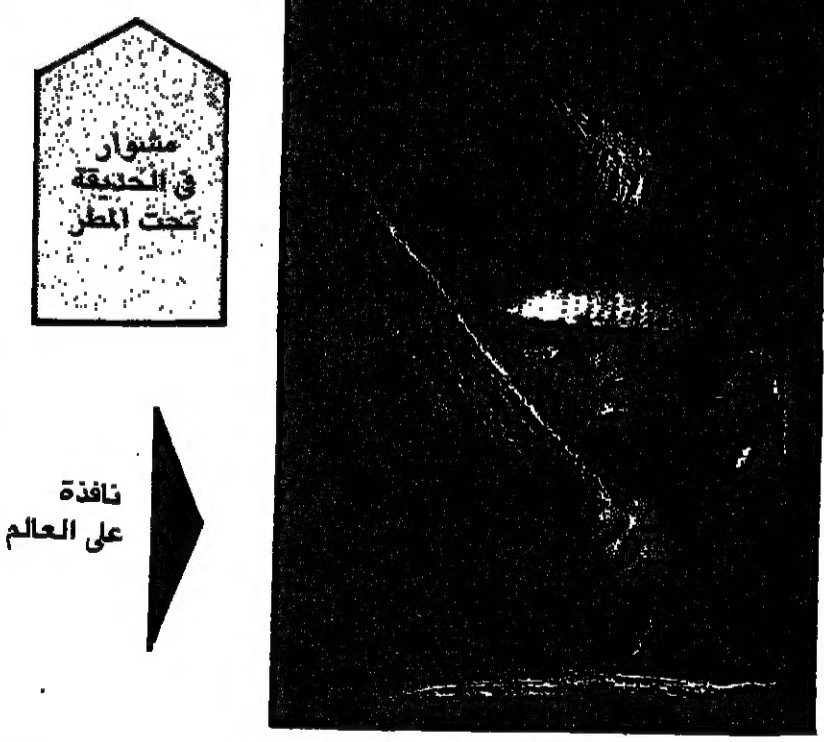 مشوار
في الحديقة
تحت المطر
نافذة
على العالم